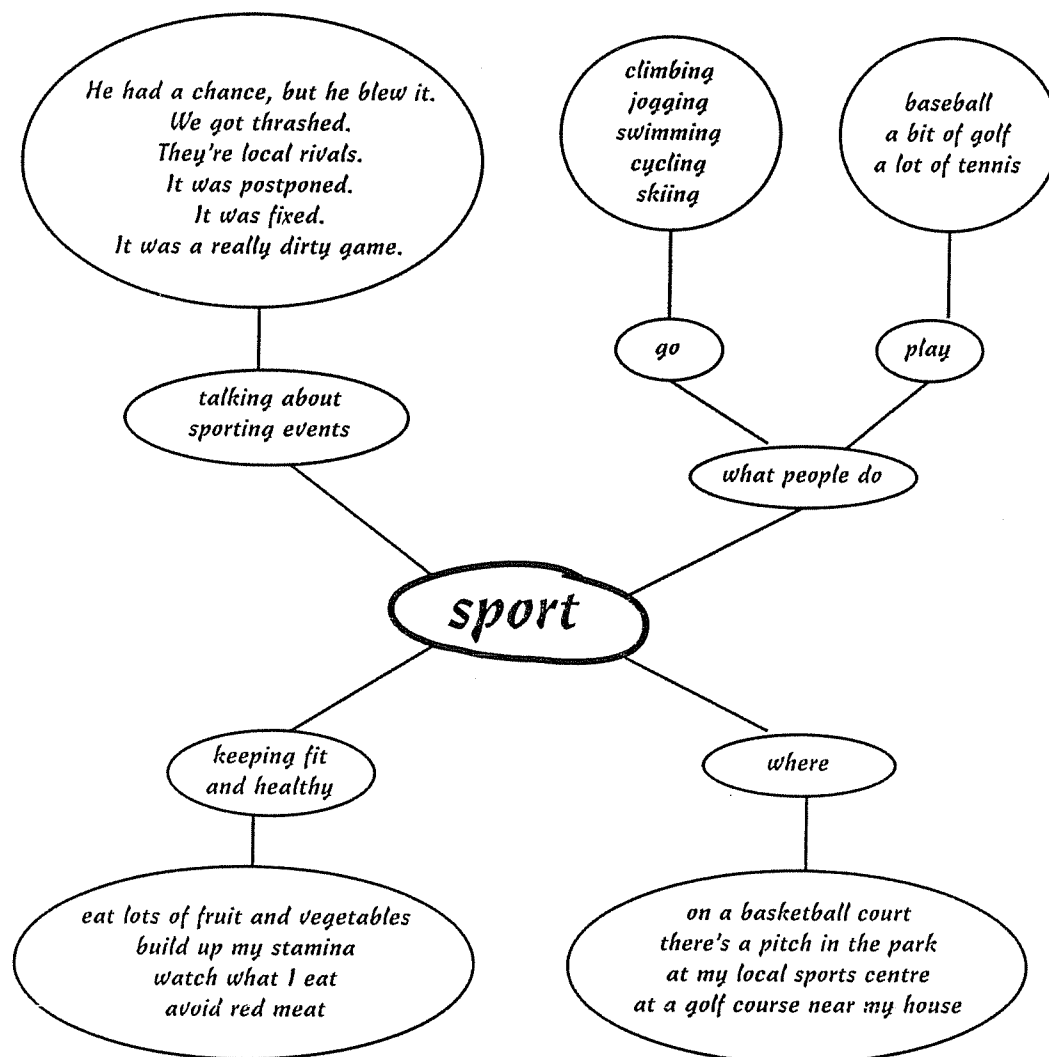 He had a chance, but he blew it.
We got thrashed.
They're local rivals.
It was postponed.
It was fixed.
It was a really dirty game.
climbing
jogging
swimming
cycling
skiing
baseball
a bit of golf
a lot of tennis
go
play
talking about
sporting events
what people do
sport
keeping fit
and healthy
where
eat lots of fruit and vegetables
build up my stamina
watch what I eat
avoid red meat
on a basketball court
there's a pitch in the park
at my local sports centre
at a golf course near my house